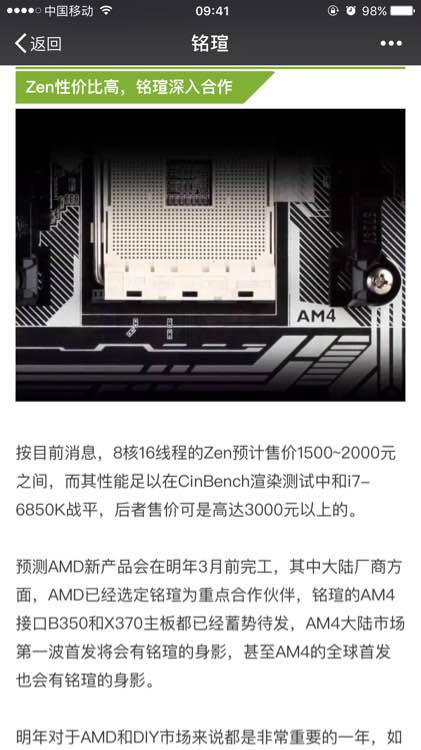 中国移动 09:41 98%
返回 铭瑄
Zen性价比高，铭瑄深入合作
AM4
按目前消息，8核16线程的Zen预计售价1500~2000元
之间，而其性能足以在CinBench渲染测试中和i7-
6850K战平，后者售价可是高达3000元以上的。
预测AMD新产品会在明年3月前完工，其中大陆厂商方
面，AMD已经选定铭瑄为重点合作伙伴，铭瑄的AM4
接口B350和X370主板都已经蓄势待发，AM4大陆市场
第一波首发将会有铭瑄的身影，甚至AM4的全球首发
也会有铭瑄的身影。
明年对于AMD和DIY市场来说都是非常重要的一年，如